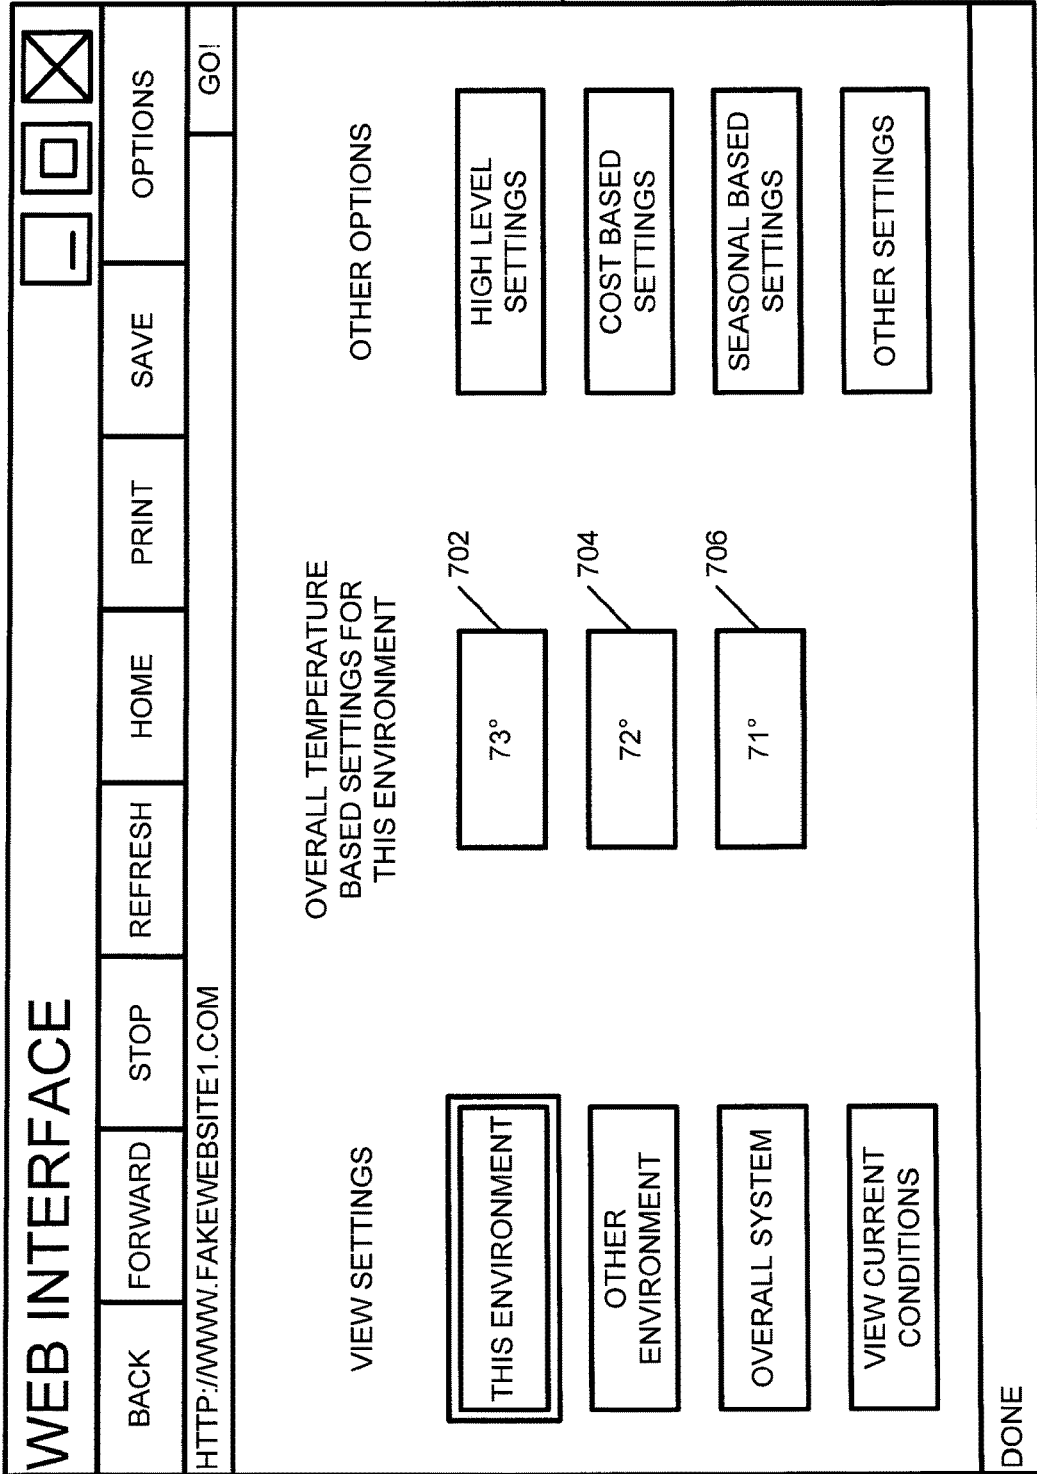 WEB INTERFACE
BACK
FORWARD
STOP
REFRESH
HOME
PRINT
SAVE
OPTIONS
HTTP://WWW.FAKEWEBSITE1.COM
GO!
VIEW SETTINGS
THIS ENVIRONMENT
OTHER
ENVIRONMENT
OVERALL SYSTEM
VIEW CURRENT
CONDITIONS
OVERALL TEMPERATURE
BASED SETTINGS FOR
THIS ENVIRONMENT
73°
702
72°
704
71°
706
OTHER OPTIONS
HIGH LEVEL
SETTINGS
COST BASED
SETTINGS
SEASONAL BASED
SETTINGS
OTHER SETTINGS
DONE